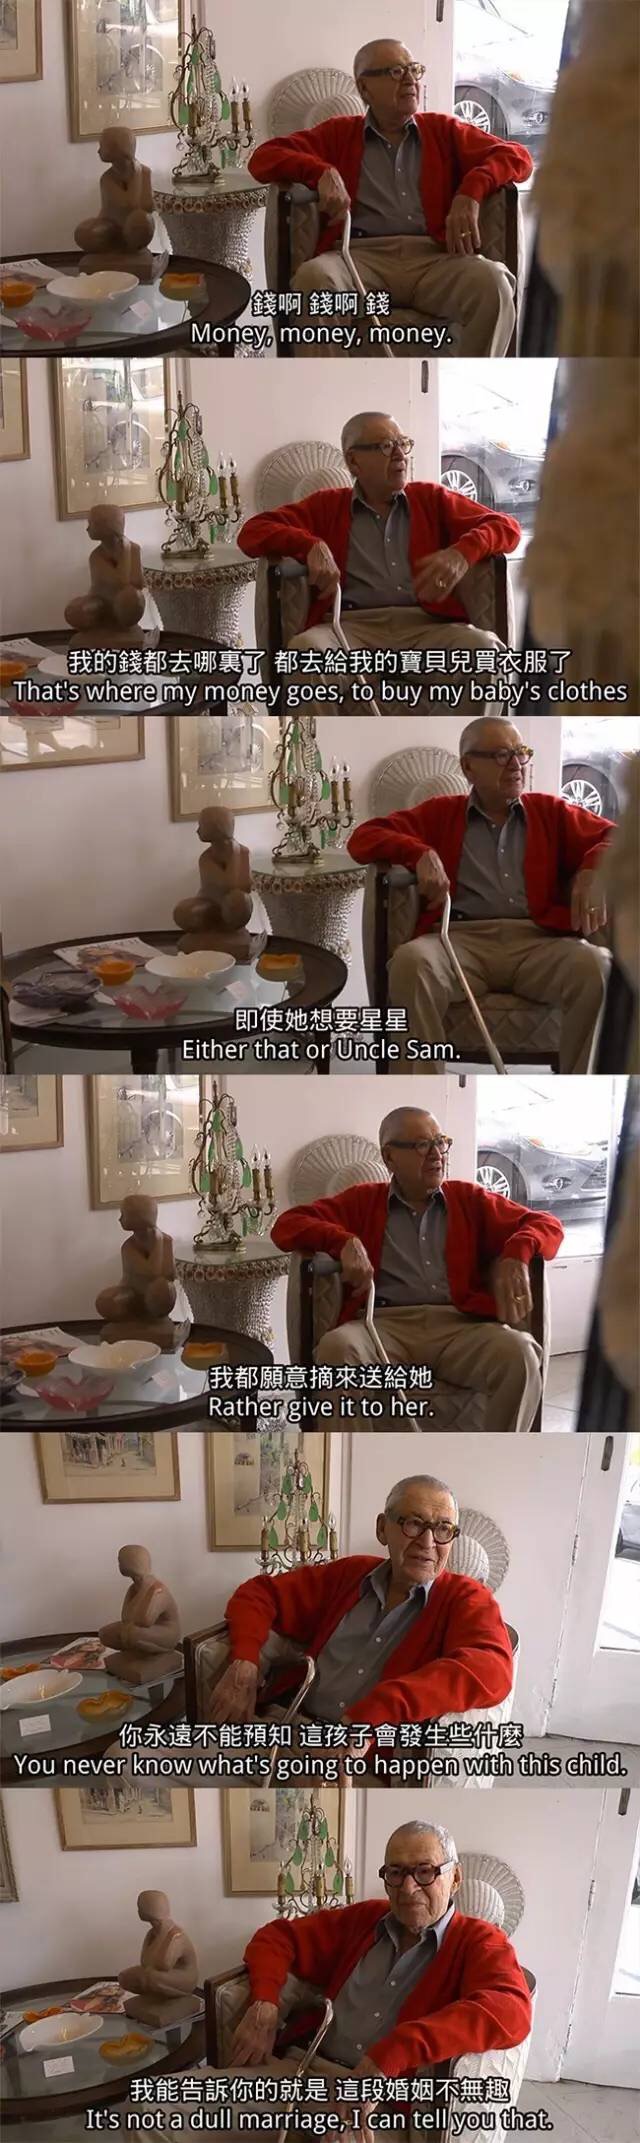 錢啊 錢啊 錢
Money, money, money.
我的錢都去哪裏了 都去給我的寶貝兒買衣服了
That's where my money goes, to buy my baby's clothes
即使她想要星星
Either that or Uncle Sam.
我都願意摘來送給她
Rather give it to her.
你永遠不能預知 這孩子會發生些什麼
You never know what's going to happen with this child.
我能告訴你的就是 這段婚姻不無趣
It's not a dull marriage, I can tell you that.